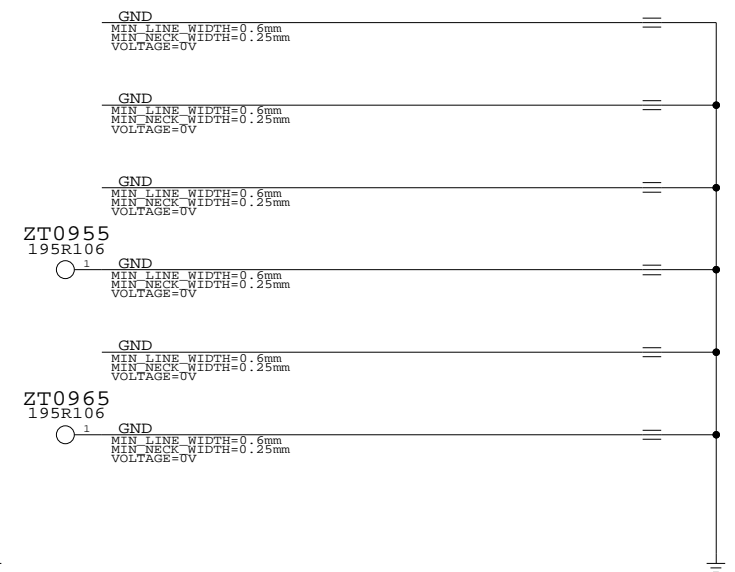 GND
MIN_LINE_WIDTH=0.6mm
MIN_NECK_WIDTH=0.25mm
VOLTAGE=0V
GND
MIN_LINE_WIDTH=0.6mm
MIN_NECK_WIDTH=0.25mm
VOLTAGE=0V
GND
MIN_LINE_WIDTH=0.6mm
MIN_NECK_WIDTH=0.25mm
VOLTAGE=0V
ZT0955
195R106
1
GND
MIN_LINE_WIDTH=0.6mm
MIN_NECK_WIDTH=0.25mm
VOLTAGE=0V
GND
MIN_LINE_WIDTH=0.6mm
MIN_NECK_WIDTH=0.25mm
VOLTAGE=0V
ZT0965
195R106
1
GND
MIN_LINE_WIDTH=0.6mm
MIN_NECK_WIDTH=0.25mm
VOLTAGE=0V